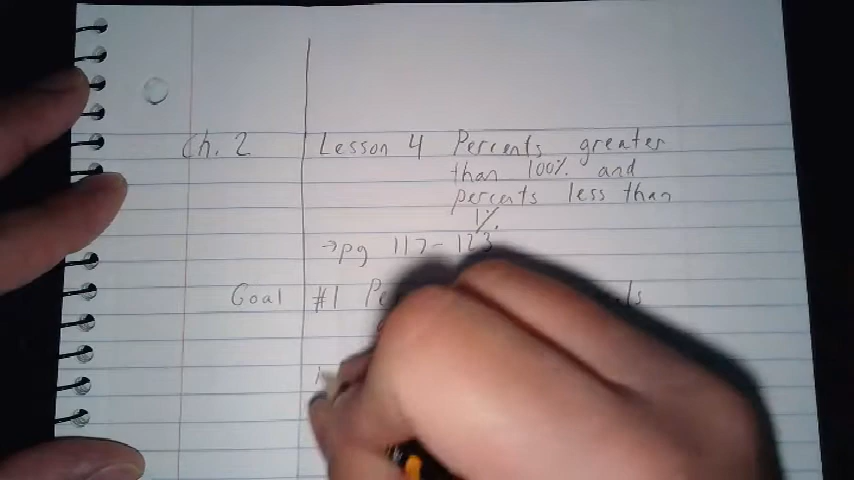 Ch. 2 Lesson 4 Percents greater
than 100% and
percents less than
1%
→pg 117-123
Goal #1